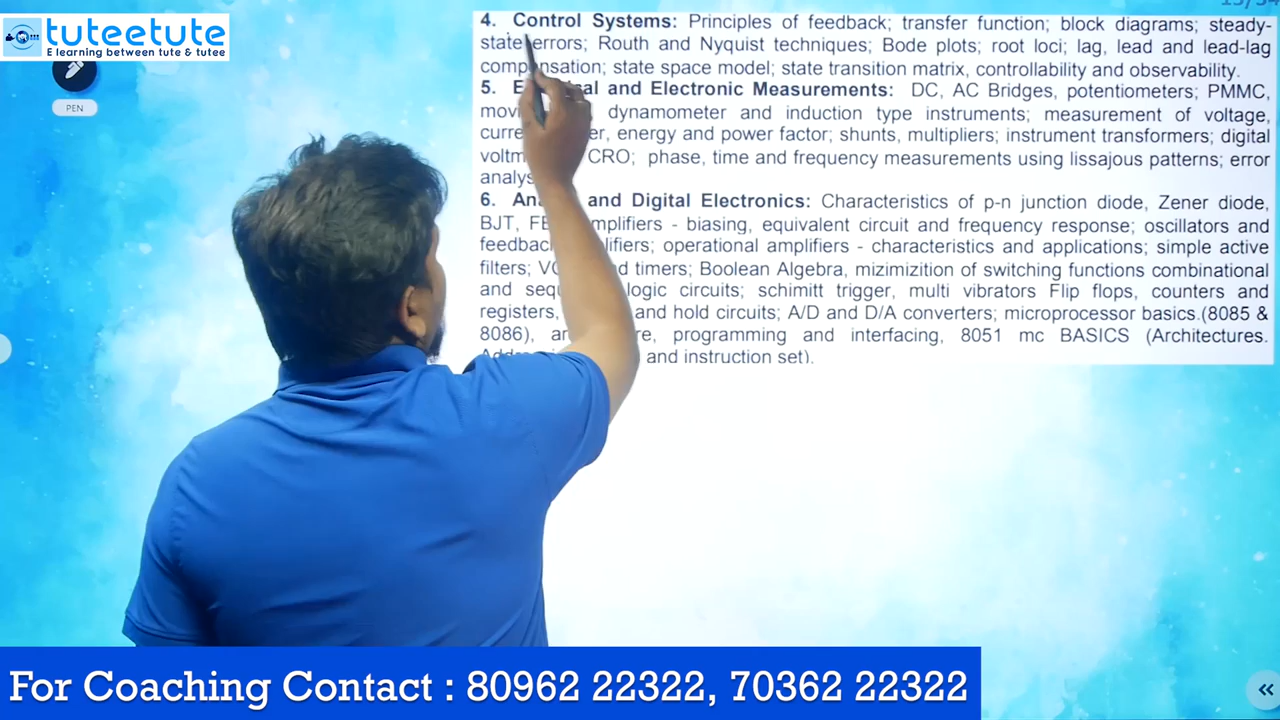 tuteetute
E learning between tute & tutee
PEN
4. Control Systems: Principles of feedback; transfer function; block diagrams; steady-
state errors; Routh and Nyquist techniques; Bode plots; root loci; lag, lead and lead-lag
compensation; state space model; state transition matrix, controllability and observability.
5. and Electronic Measurements: DC, AC Bridges, potentiometers; PMMC,
dynamometer and induction type instruments; measurement of voltage,
energy and power factor; shunts, multipliers; instrument transformers; digital
CRO; phase, time and frequency measurements using lissajous patterns; error
6. and Digital Electronics: Characteristics of p-n junction diode, Zener diode,
BJT, - biasing, equivalent circuit and frequency response; oscillators and
operational amplifiers - characteristics and applications; simple active
filters; timers; Boolean Algebra, mizimizition of switching functions combinational
and logic circuits; schimitt trigger, multi vibrators Flip flops, counters and
registers, and hold circuits; A/D and D/A converters; microprocessor basics.(8085 &
8086), programming and interfacing, 8051 mc BASICS (Architectures.
and instruction set).
For Coaching Contact : 80962 22322, 70362 22322